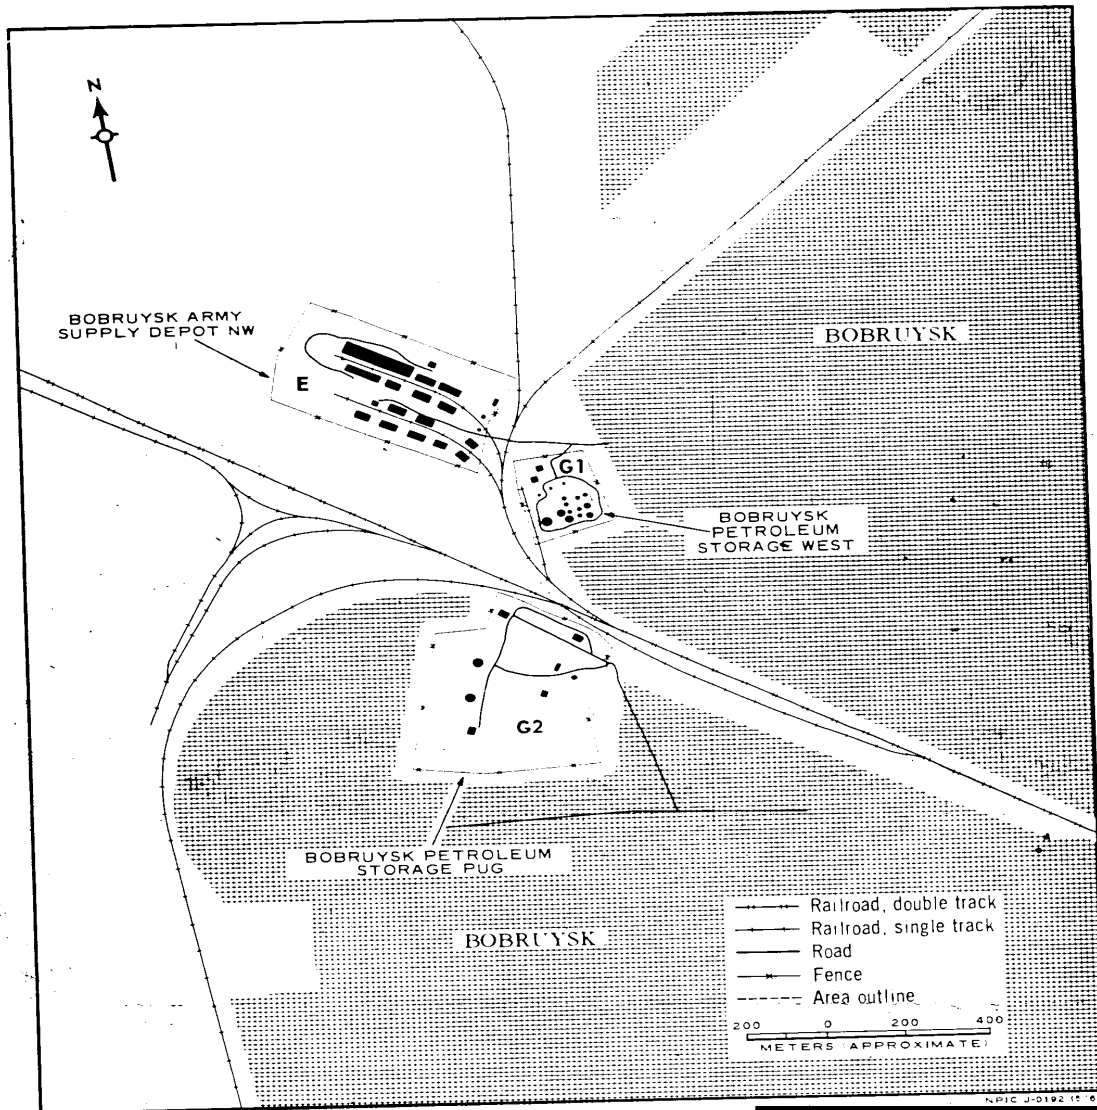 N
BOBRUYSK ARMY
SUPPLY DEPOT NW
E
BOBRUYSK
G1
BOBRUYSK
PETROLEUM
STORAGE WEST
G2
BOBRUYSK PETROLEUM
STORAGE PUG
BOBRUYSK
Railroad, double track
Railroad, single track
Road
Fence
Area outline
200 0 200 400
METERS (APPROXIMATE)
NPIC J-0192